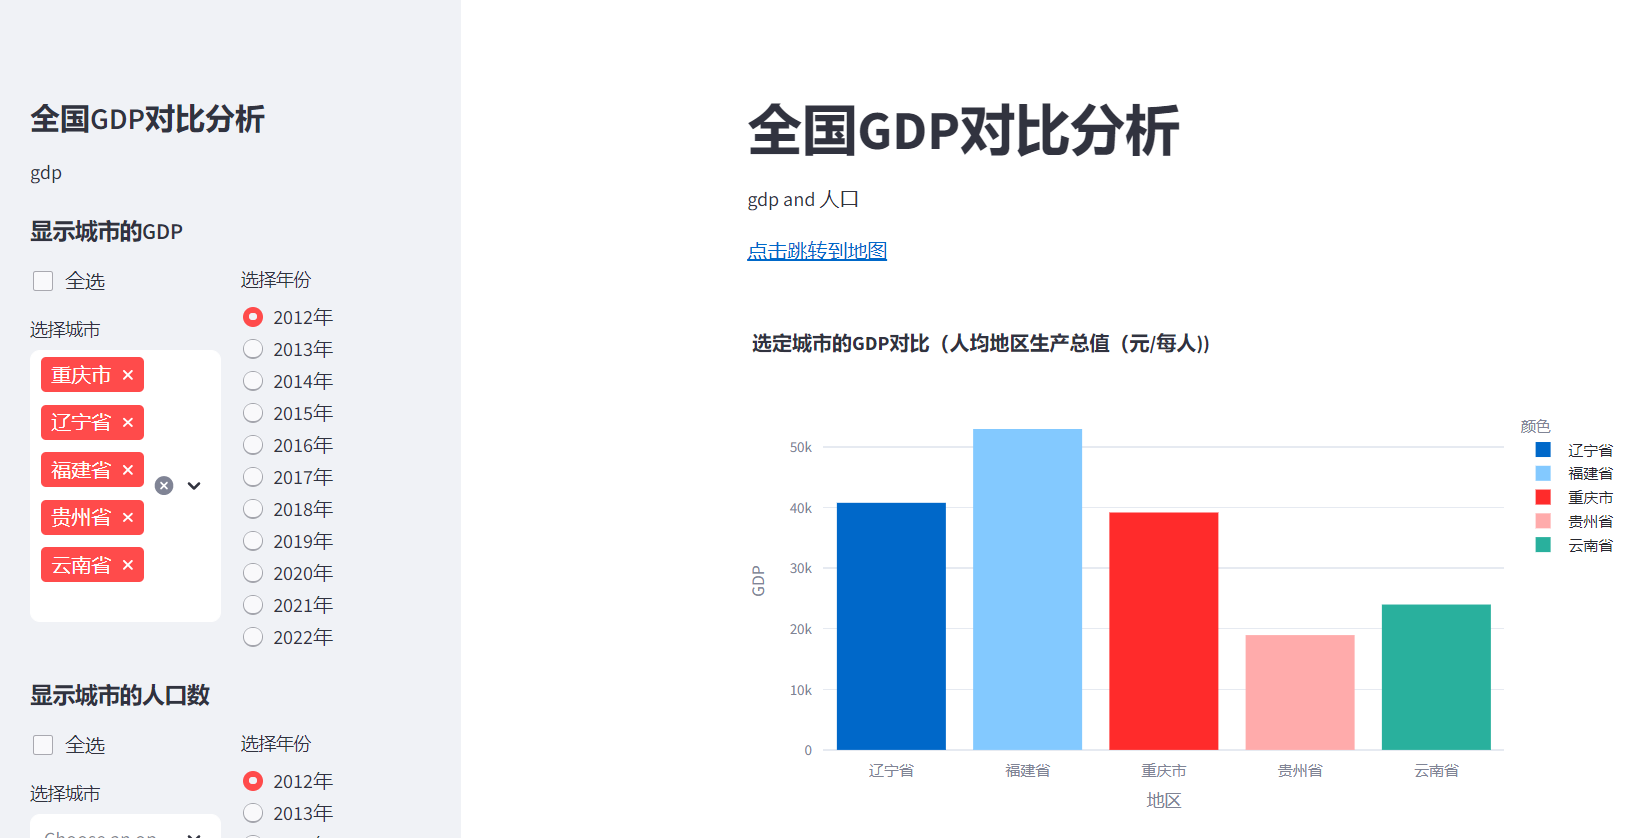 全国GDP对比分析
gdp
显示城市的GDP
全选
选择城市
重庆市 ×
辽宁省 ×
福建省 ×
贵州省 ×
云南省 ×
选择年份
2012年
2013年
2014年
2015年
2016年
2017年
2018年
2019年
2020年
2021年
2022年
显示城市的人口数
全选
选择城市
选择年份
2012年
2013年
全国GDP对比分析
gdp and 人口
点击跳转到地图
选定城市的GDP对比（人均地区生产总值（元/每人))
GDP
50k
40k
30k
20k
10k
0
辽宁省 福建省 重庆市 贵州省 云南省
地区
颜色
辽宁省
福建省
重庆市
贵州省
云南省